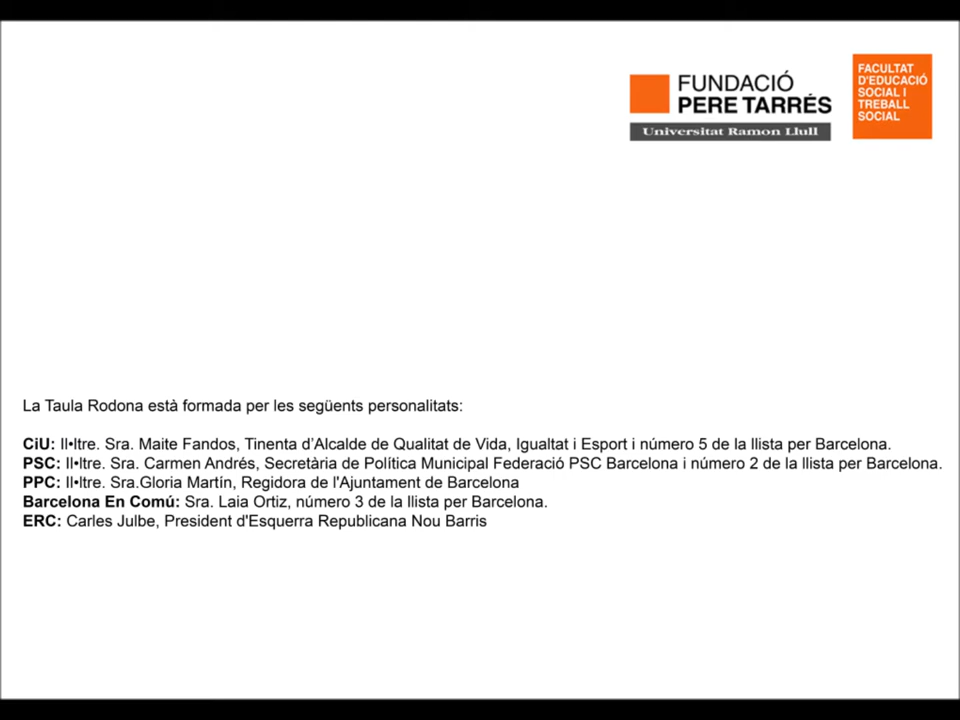 FUNDACIÓ
PERE TARRÉS
Universitat Ramon Llull
FACULTAT
D'EDUCACIÓ
SOCIAL I
TREBALL
SOCIAL
La Taula Rodona està formada per les següents personalitats:
CiU: Il•ltre. Sra. Maite Fandos, Tinenta d’Alcalde de Qualitat de Vida, Igualtat i Esport i número 5 de la llista per Barcelona.
PSC: Il•ltre. Sra. Carmen Andrés, Secretària de Política Municipal Federació PSC Barcelona i número 2 de la llista per Barcelona.
PPC: Il•ltre. Sra.Gloria Martín, Regidora de l'Ajuntament de Barcelona
Barcelona En Comú: Sra. Laia Ortiz, número 3 de la llista per Barcelona.
ERC: Carles Julbe, President d'Esquerra Republicana Nou Barris